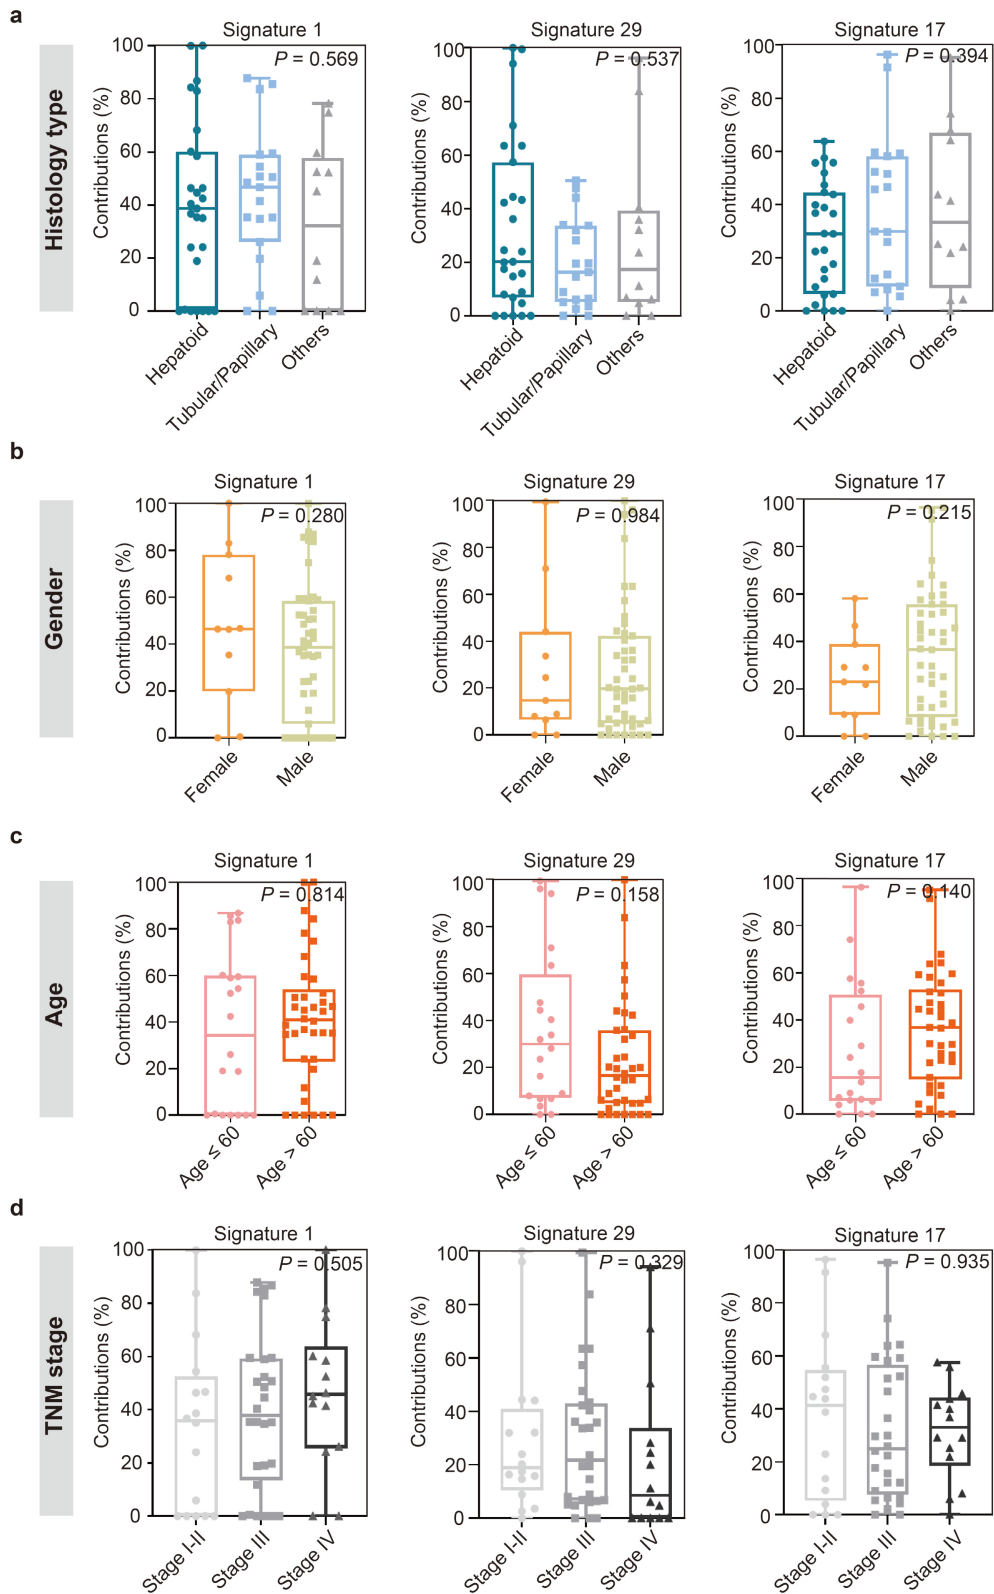 a
Histology type
Signature 1
P = 0.569
Contributions (%)
100
80
60
40
20
0
Hepatoid
Tubular/Papillary
Others
Signature 29
P = 0.537
Contributions (%)
100
80
60
40
20
0
Hepatoid
Tubular/Papillary
Others
Signature 17
P = 0.394
Contributions (%)
100
80
60
40
20
0
Hepatoid
Tubular/Papillary
Others
b
Gender
Signature 1
P = 0.280
Contributions (%)
100
80
60
40
20
0
Female
Male
Signature 29
P = 0.984
Contributions (%)
100
80
60
40
20
0
Female
Male
Signature 17
P = 0.215
Contributions (%)
100
80
60
40
20
0
Female
Male
c
Age
Signature 1
P = 0.814
Contributions (%)
100
80
60
40
20
0
Age ≤ 60
Age > 60
Signature 29
P = 0.158
Contributions (%)
100
80
60
40
20
0
Age ≤ 60
Age > 60
Signature 17
P = 0.140
Contributions (%)
100
80
60
40
20
0
Age ≤ 60
Age > 60
d
TNM stage
Signature 1
P = 0.505
Contributions (%)
100
80
60
40
20
0
Stage I-II
Stage III
Stage IV
Signature 29
P = 0.329
Contributions (%)
100
80
60
40
20
0
Stage I-II
Stage III
Stage IV
Signature 17
P = 0.935
Contributions (%)
100
80
60
40
20
0
Stage I-II
Stage III
Stage IV